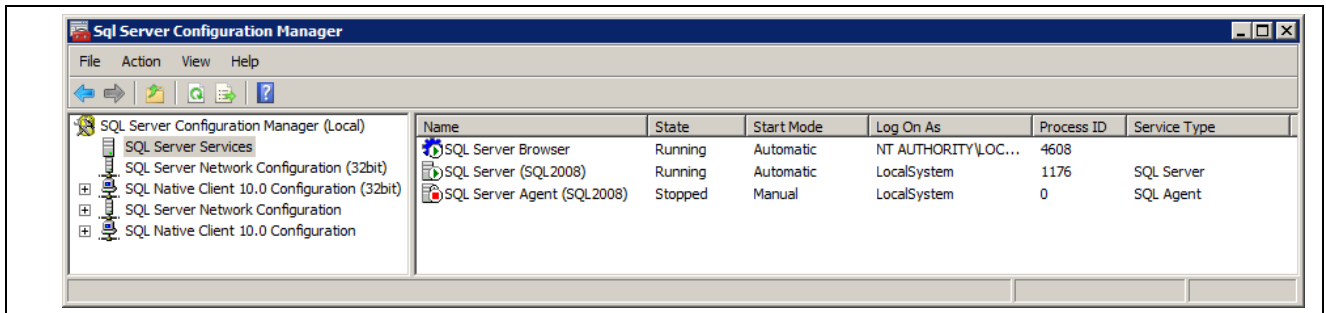 Sql Server Configuration Manager
File Action View Help
SQL Server Configuration Manager (Local)
SQL Server Services
SQL Server Network Configuration (32bit)
SQL Native Client 10.0 Configuration (32bit)
SQL Server Network Configuration
SQL Native Client 10.0 Configuration
Name State Start Mode Log On As Process ID Service Type
SQL Server Browser Running Automatic NT AUTHORITY\LOC... 4608
SQL Server (SQL2008) Running Automatic LocalSystem 1176 SQL Server
SQL Server Agent (SQL2008) Stopped Manual LocalSystem 0 SQL Agent